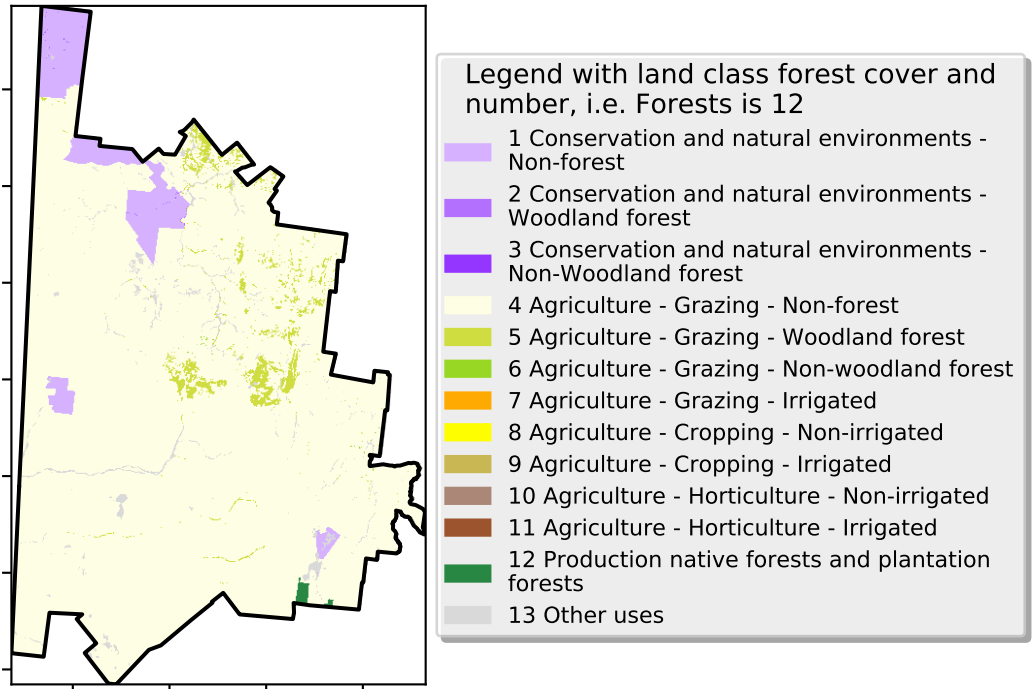 Legend with land class forest cover and
number, i.e. Forests is 12
1 Conservation and natural environments -
Non-forest
2 Conservation and natural environments -
Woodland forest
3 Conservation and natural environments -
Non-Woodland forest
4 Agriculture - Grazing - Non-forest
5 Agriculture - Grazing - Woodland forest
6 Agriculture - Grazing - Non-woodland forest
7 Agriculture - Grazing - Irrigated
8 Agriculture - Cropping - Non-irrigated
9 Agriculture - Cropping - Irrigated
10 Agriculture - Horticulture - Non-irrigated
11 Agriculture - Horticulture - Irrigated
12 Production native forests and plantation
forests
13 Other uses